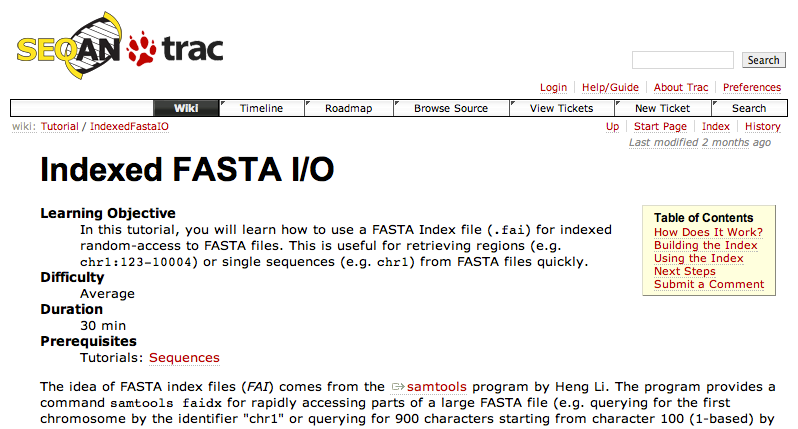 SEQAN trac
Search
Login Help/Guide About Trac Preferences
Wiki Timeline Roadmap Browse Source View Tickets New Ticket Search
wiki: Tutorial / IndexedFastaIO
Up Start Page Index History
Last modified 2 months ago
Indexed FASTA I/O
Learning Objective
In this tutorial, you will learn how to use a FASTA Index file (.fai) for indexed
random-access to FASTA files. This is useful for retrieving regions (e.g.
chr1:123-10004) or single sequences (e.g. chr1) from FASTA files quickly.
Difficulty
Average
Duration
30 min
Prerequisites
Tutorials: Sequences
Table of Contents
How Does It Work?
Building the Index
Using the Index
Next Steps
Submit a Comment
The idea of FASTA index files (FAI) comes from the samtools program by Heng Li. The program provides a
command samtools faidx for rapidly accessing parts of a large FASTA file (e.g. querying for the first
chromosome by the identifier "chr1" or querying for 900 characters starting from character 100 (1-based) by